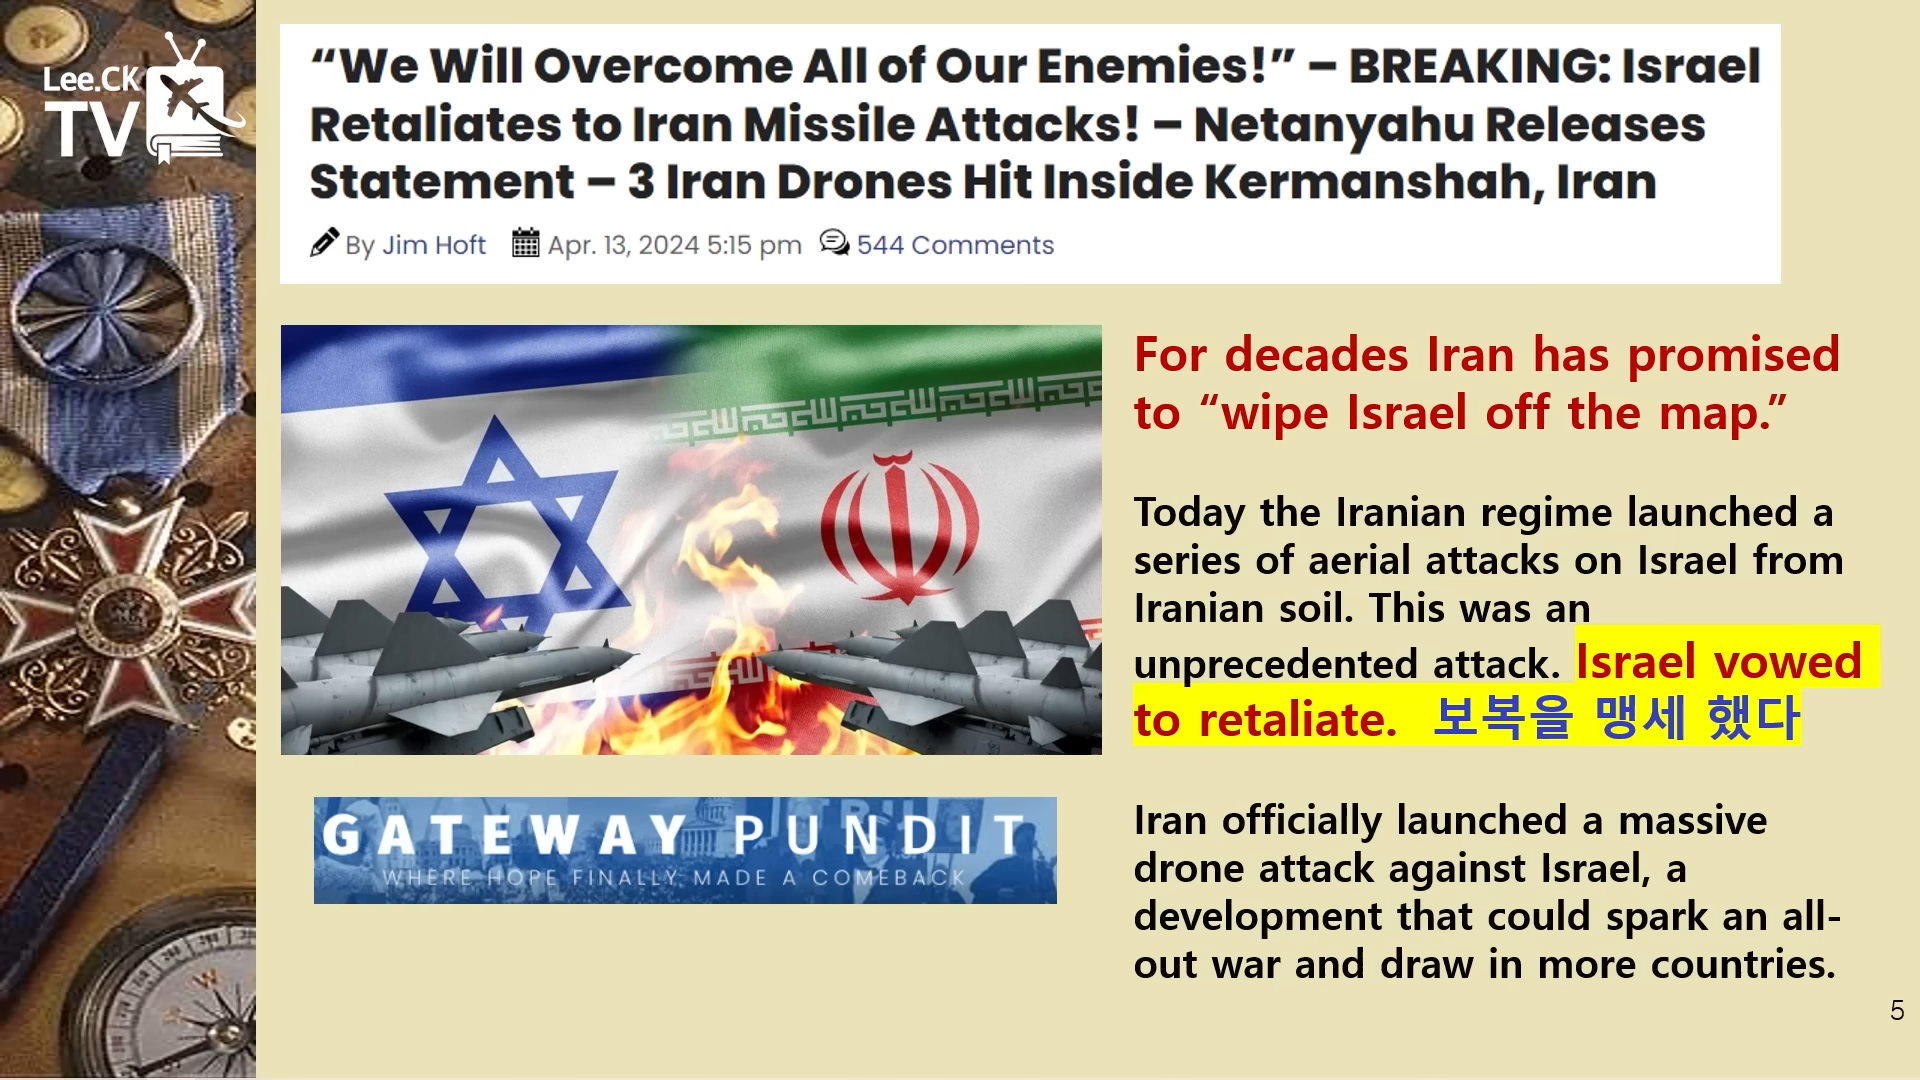 Lee.CK
TV
“We Will Overcome All of Our Enemies!” – BREAKING: Israel
Retaliates to Iran Missile Attacks! – Netanyahu Releases
Statement – 3 Iran Drones Hit Inside Kermanshah, Iran
By Jim Hoft Apr. 13, 2024 5:15 pm 544 Comments
For decades Iran has promised
to “wipe Israel off the map.”
Today the Iranian regime launched a
series of aerial attacks on Israel from
Iranian soil. This was an
unprecedented attack. Israel vowed
to retaliate. 보복을 맹세 했다
GATEWAY PUNDIT
WHERE HOPE FINALLY MADE A COMEBACK
Iran officially launched a massive
drone attack against Israel, a
development that could spark an all-
out war and draw in more countries.
5